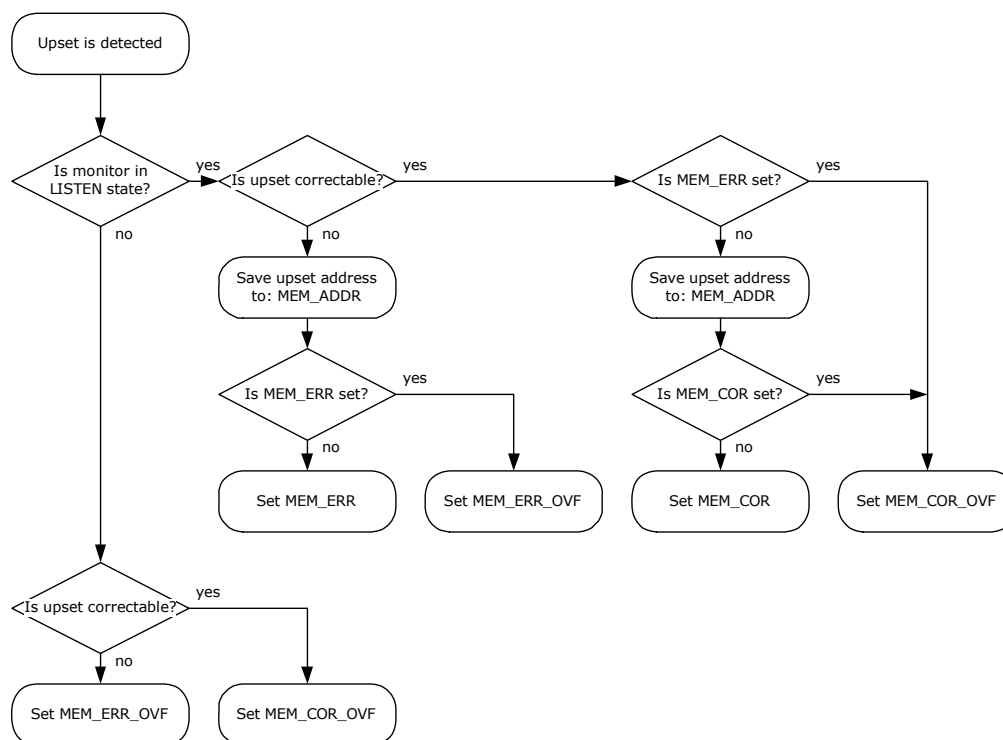 Upset is detected
Is monitor in
LISTEN state?
yes
no
Is upset correctable?
yes
no
Is MEM_ERR set?
yes
no
Save upset address
to: MEM_ADDR
Save upset address
to: MEM_ADDR
Is MEM_ERR set?
yes
no
Is MEM_COR set?
yes
no
Set MEM_ERR
Set MEM_ERR_OVF
Set MEM_COR
Set MEM_COR_OVF
Is upset correctable?
yes
no
Set MEM_ERR_OVF
Set MEM_COR_OVF